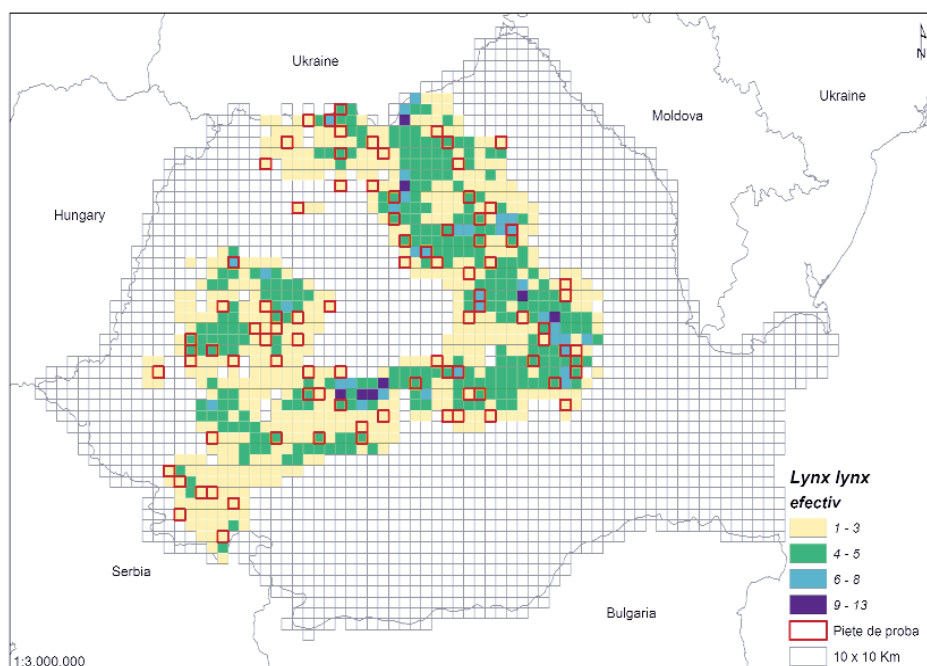 Ukraine
N
Moldova
Ukraine
Hungary
Lynx lynx
efectiv
1 - 3
4 - 5
6 - 8
9 - 13
Piete de proba
10 x 10 Km
Serbia
Bulgaria
1:3.000.000